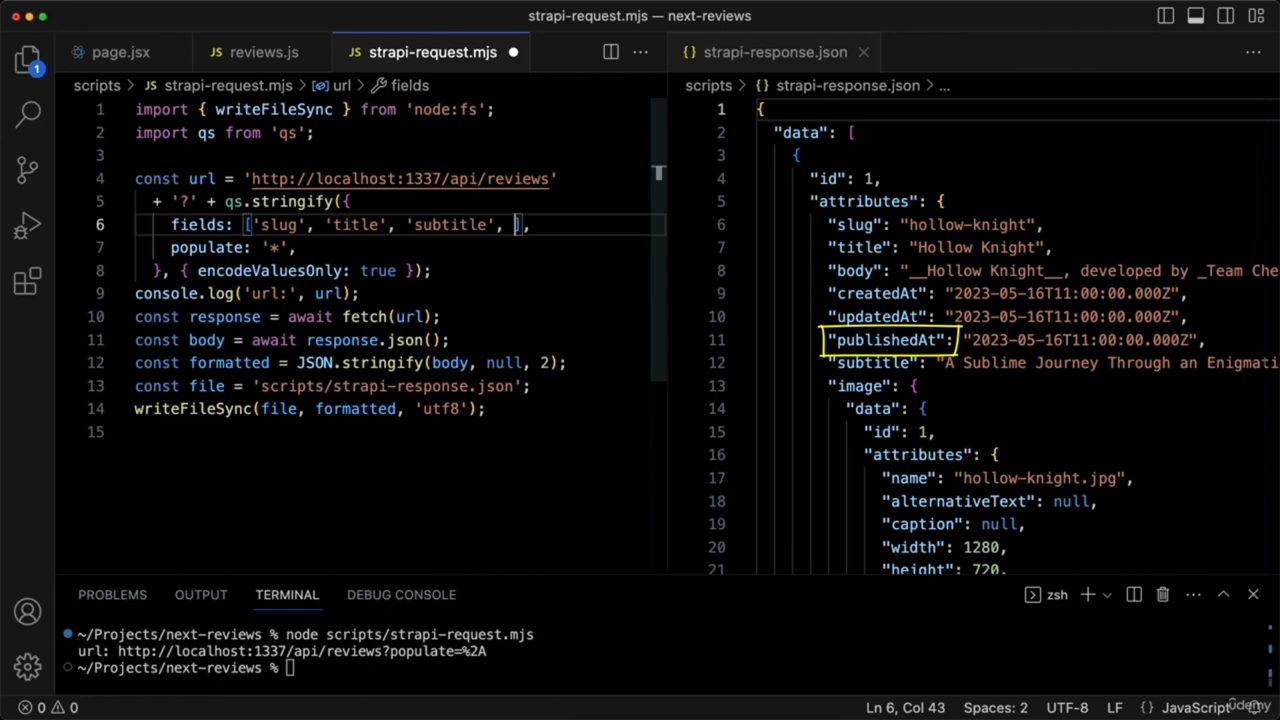 strapi-request.mjs — next-reviews
page.jsx
JS reviews.js
JS strapi-request.mjs
{} strapi-response.json
1
scripts > JS strapi-request.mjs > url > fields
scripts > {} strapi-response.json > ...
1 import { writeFileSync } from 'node:fs';
2 import qs from 'qs';
3
4 const url = 'http://localhost:1337/api/reviews'
5 + '?' + qs.stringify({
6 fields: ['slug', 'title', 'subtitle', ],
7 populate: '*',
8 }, { encodeValuesOnly: true });
9 console.log('url:', url);
10 const response = await fetch(url);
11 const body = await response.json();
12 const formatted = JSON.stringify(body, null, 2);
13 const file = 'scripts/strapi-response.json';
14 writeFileSync(file, formatted, 'utf8');
15
1 {
2 "data": [
3 {
4 "id": 1,
5 "attributes": {
6 "slug": "hollow-knight",
7 "title": "Hollow Knight",
8 "body": "__Hollow Knight__, developed by _Team Che
9 "createdAt": "2023-05-16T11:00:00.000Z",
10 "updatedAt": "2023-05-16T11:00:00.000Z",
11 "publishedAt": "2023-05-16T11:00:00.000Z",
12 "subtitle": "A Sublime Journey Through an Enigmati
13 "image": {
14 "data": {
15 "id": 1,
16 "attributes": {
17 "name": "hollow-knight.jpg",
18 "alternativeText": null,
19 "caption": null,
20 "width": 1280,
21 "height": 720,
PROBLEMS OUTPUT TERMINAL DEBUG CONSOLE
zsh
~/Projects/next-reviews % node scripts/strapi-request.mjs
url: http://localhost:1337/api/reviews?populate=%2A
~/Projects/next-reviews %
0 0
Ln 6, Col 43 Spaces: 2 UTF-8 LF {} JavaScript
ûdemy